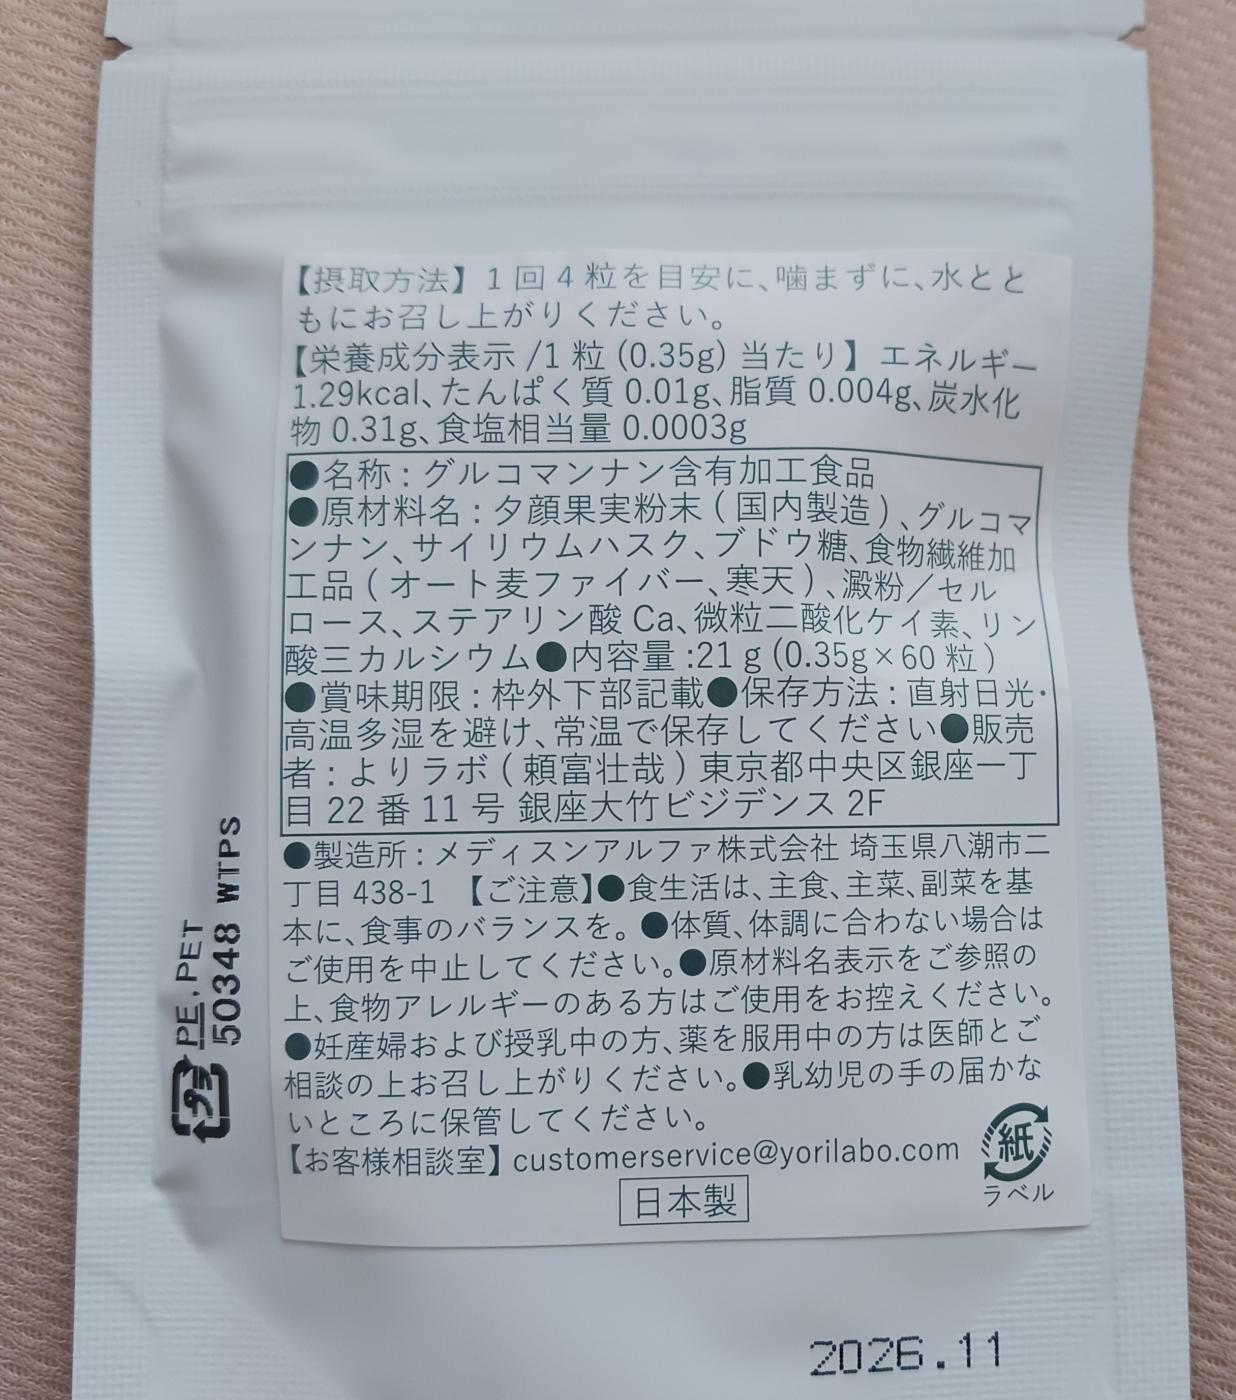 【摂取方法】1回4粒を目安に、噛まずに、水とと
もにお召し上がりください。
【栄養成分表示/1粒(0.35g)当たり】エネルギー
1.29kcal、たんぱく質 0.01g、脂質 0.004g、炭水化
物 0.31g、食塩相当量 0.0003g
●名称：グルコマンナン含有加工食品
●原材料名：夕顔果実粉末(国内製造)、グルコマ
ンナン、サイリウムハスク、ブドウ糖、食物繊維加
工品(オート麦ファイバー、寒天)、澱粉／セル
ロース、ステアリン酸Ca、微粒二酸化ケイ素、リン
酸三カルシウム●内容量:21g(0.35g×60粒)
●賞味期限：枠外下部記載●保存方法：直射日光・
高温多湿を避け、常温で保存してください●販売
者：よりラボ(頼富壮哉)東京都中央区銀座一丁
目22番11号 銀座大竹ビジデンス 2F
●製造所：メディスンアルファ株式会社 埼玉県八潮市二
丁目438-1 【ご注意】●食生活は、主食、主菜、副菜を基
本に、食事のバランスを。●体質、体調に合わない場合は
ご使用を中止してください。●原材料名表示をご参照の
上、食物アレルギーのある方はご使用をお控えください。
●妊産婦および授乳中の方、薬を服用中の方は医師とご
相談の上お召し上がりください。●乳幼児の手の届かな
いところに保管してください。
【お客様相談室】customerservice@yorilabo.com
日本製
紙
ラベル
プラ
PE, PET
50348 WTPS
2026.11